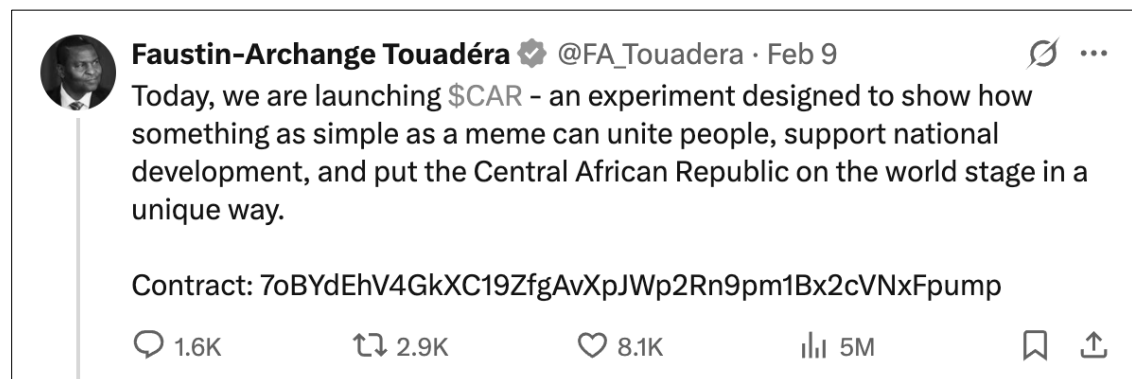 Faustin-Archange Touadéra @FA_Touadera · Feb 9
Today, we are launching $CAR - an experiment designed to show how
something as simple as a meme can unite people, support national
development, and put the Central African Republic on the world stage in a
unique way.
Contract: 7oBYdEhV4GkXC19ZfgAvXpJWp2Rn9pm1Bx2cVNxFpump
1.6K 2.9K 8.1K 5M